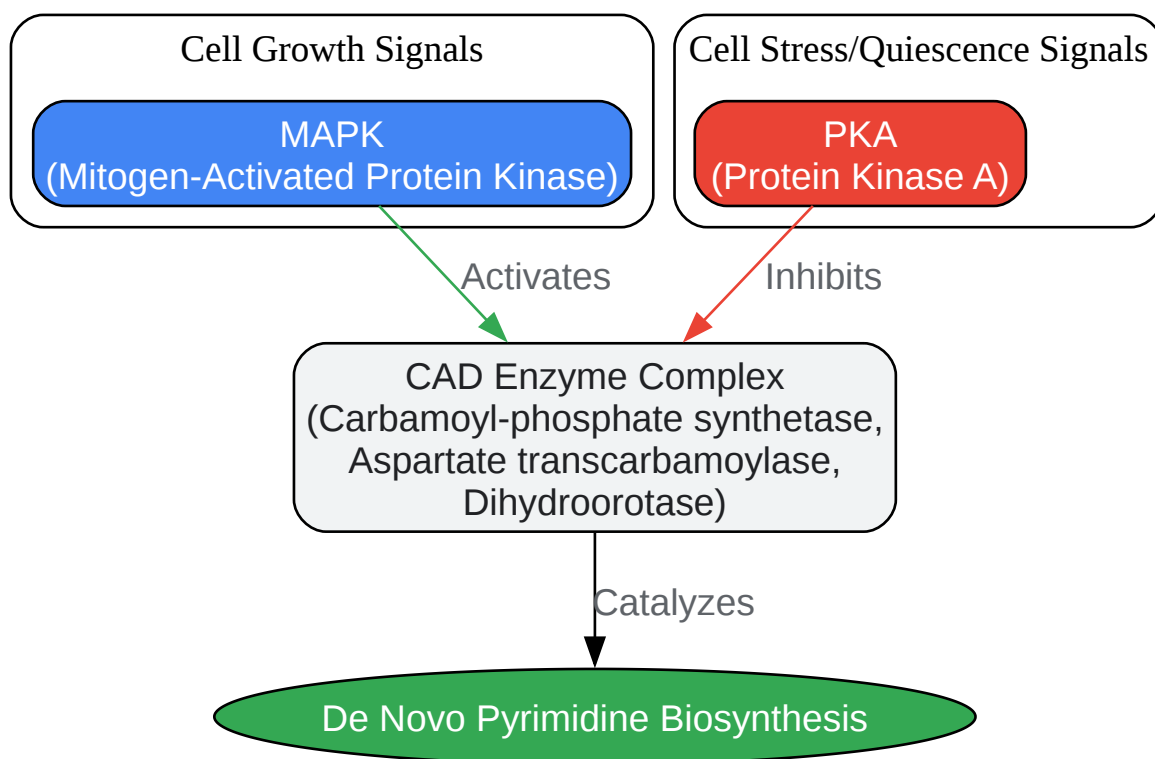 Cell Growth Signals
Cell Stress/Quiescence Signals
MAPK
(Mitogen-Activated Protein Kinase)
PKA
(Protein Kinase A)
Activates
Inhibits
CAD Enzyme Complex
(Carbamoyl-phosphate synthetase,
Aspartate transcarbamoylase,
Dihydroorotase)
Catalyzes
De Novo Pyrimidine Biosynthesis